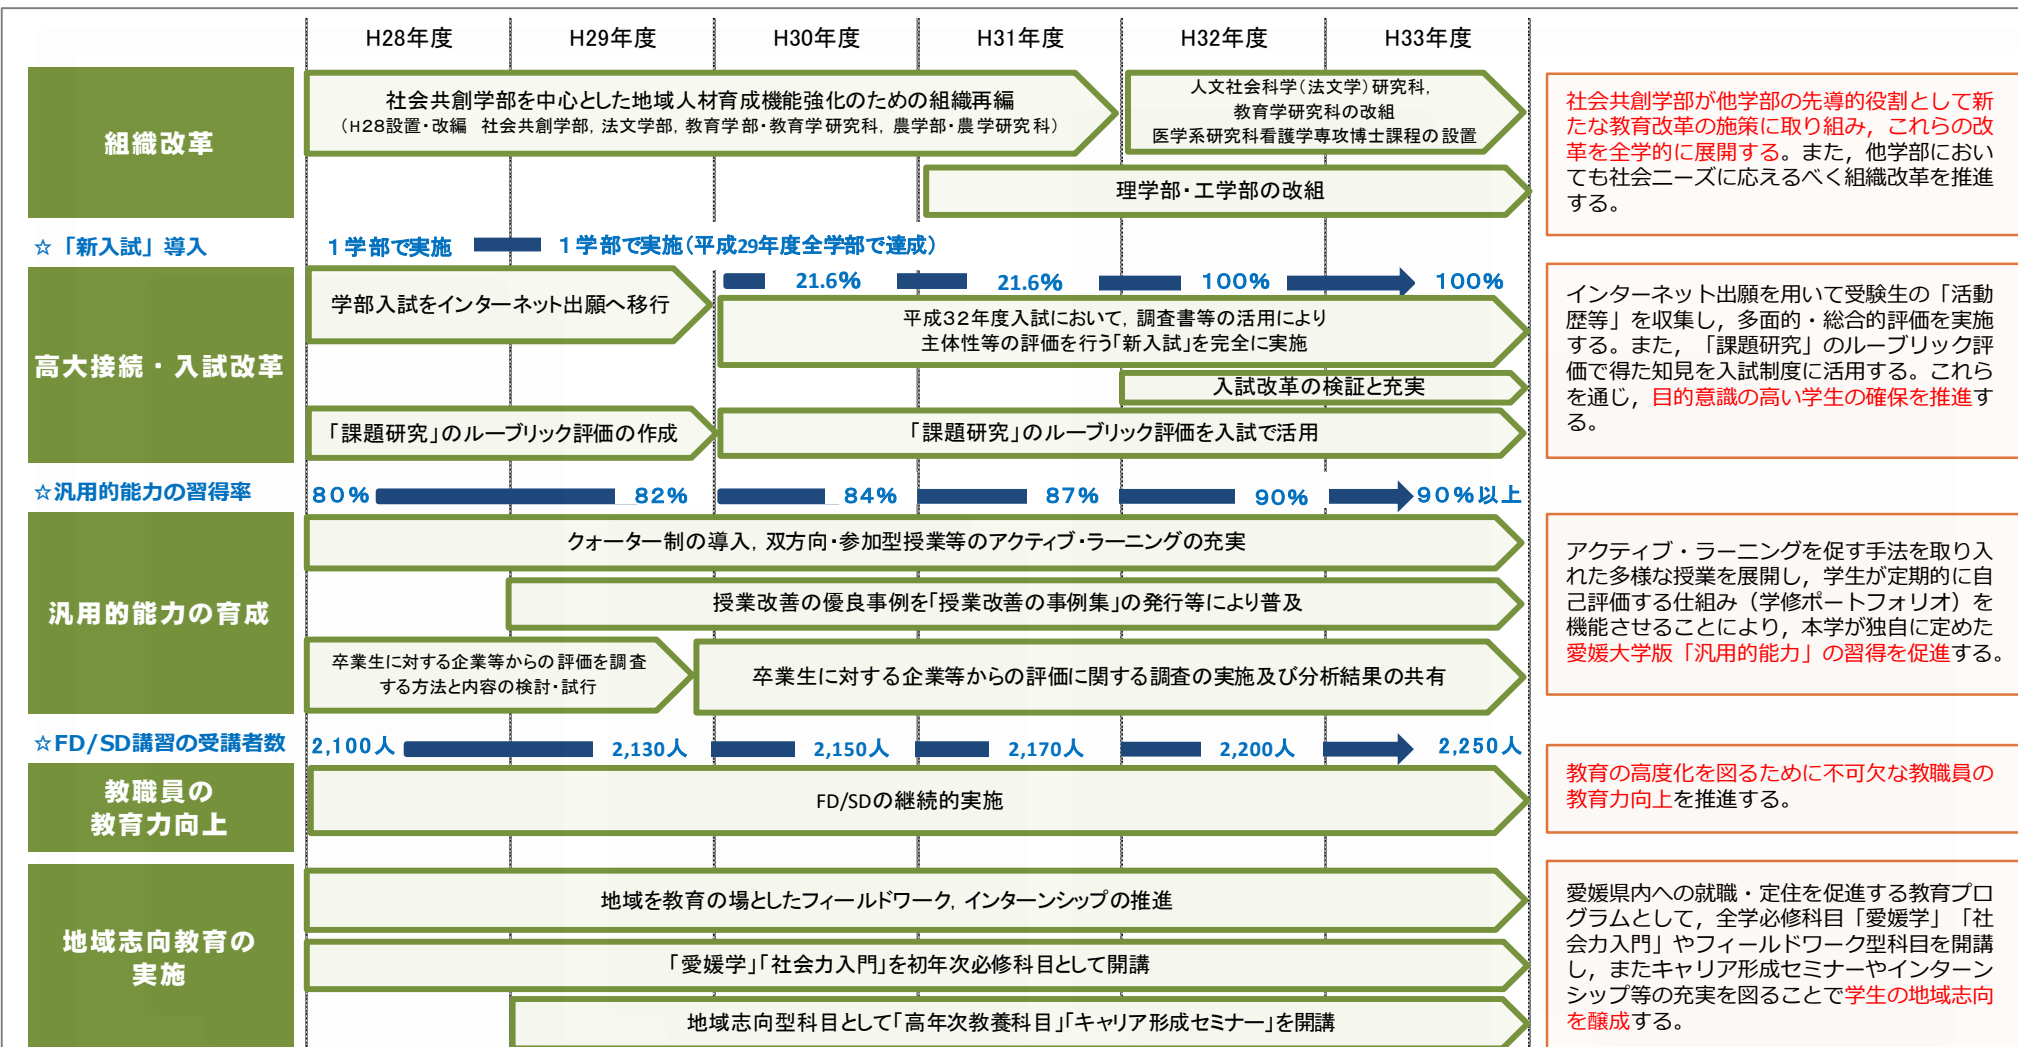 H28年度 H29年度 H30年度 H31年度 H32年度 H33年度
組織改革
社会共創学部を中心とした地域人材育成機能強化のための組織再編
（H28設置・改編　社会共創学部，法文学部，教育学部・教育学研究科，農学部・農学研究科）
人文社会科学（法文学）研究科，
教育学研究科の改組
医学系研究科看護学専攻博士課程の設置
理学部・工学部の改組
社会共創学部が他学部の先導的役割として新
たな教育改革の施策に取り組み，これらの改
革を全学的に展開する。また，他学部におい
ても社会ニーズに応えるべく組織改革を推進
する。
☆「新入試」導入
1学部で実施 1学部で実施（平成29年度全学部で達成）
21.6% 21.6% 100% 100%
高大接続・入試改革
学部入試をインターネット出願へ移行
平成32年度入試において，調査書等の活用により
主体性等の評価を行う「新入試」を完全に実施
入試改革の検証と充実
「課題研究」のルーブリック評価の作成
「課題研究」のルーブリック評価を入試で活用
インターネット出願を用いて受験生の「活動
歴等」を収集し，多面的・総合的評価を実施
する。また，「課題研究」のルーブリック評
価で得た知見を入試制度に活用する。これら
を通じ，目的意識の高い学生の確保を推進す
る。
☆汎用的能力の習得率
80% 82% 84% 87% 90% 90%以上
汎用的能力の育成
クォーター制の導入，双方向・参加型授業等のアクティブ・ラーニングの充実
授業改善の優良事例を「授業改善の事例集」の発行等により普及
卒業生に対する企業等からの評価を調査
する方法と内容の検討・試行
卒業生に対する企業等からの評価に関する調査の実施及び分析結果の共有
アクティブ・ラーニングを促す手法を取り入
れた多様な授業を展開し，学生が定期的に自
己評価する仕組み（学修ポートフォリオ）を
機能させることにより，本学が独自に定めた
愛媛大学版「汎用的能力」の習得を促進する。
☆FD/SD講習の受講者数
2,100人 2,130人 2,150人 2,170人 2,200人 2,250人
教職員の
教育力向上
FD/SDの継続的実施
教育の高度化を図るために不可欠な教職員の
教育力向上を推進する。
地域志向教育の
実施
地域を教育の場としたフィールドワーク，インターンシップの推進
「愛媛学」「社会力入門」を初年次必修科目として開講
地域志向型科目として「高年次教養科目」「キャリア形成セミナー」を開講
愛媛県内への就職・定住を促進する教育プロ
グラムとして，全学必修科目「愛媛学」「社
会力入門」やフィールドワーク型科目を開講
し，またキャリア形成セミナーやインターン
シップ等の充実を図ることで学生の地域志向
を醸成する。